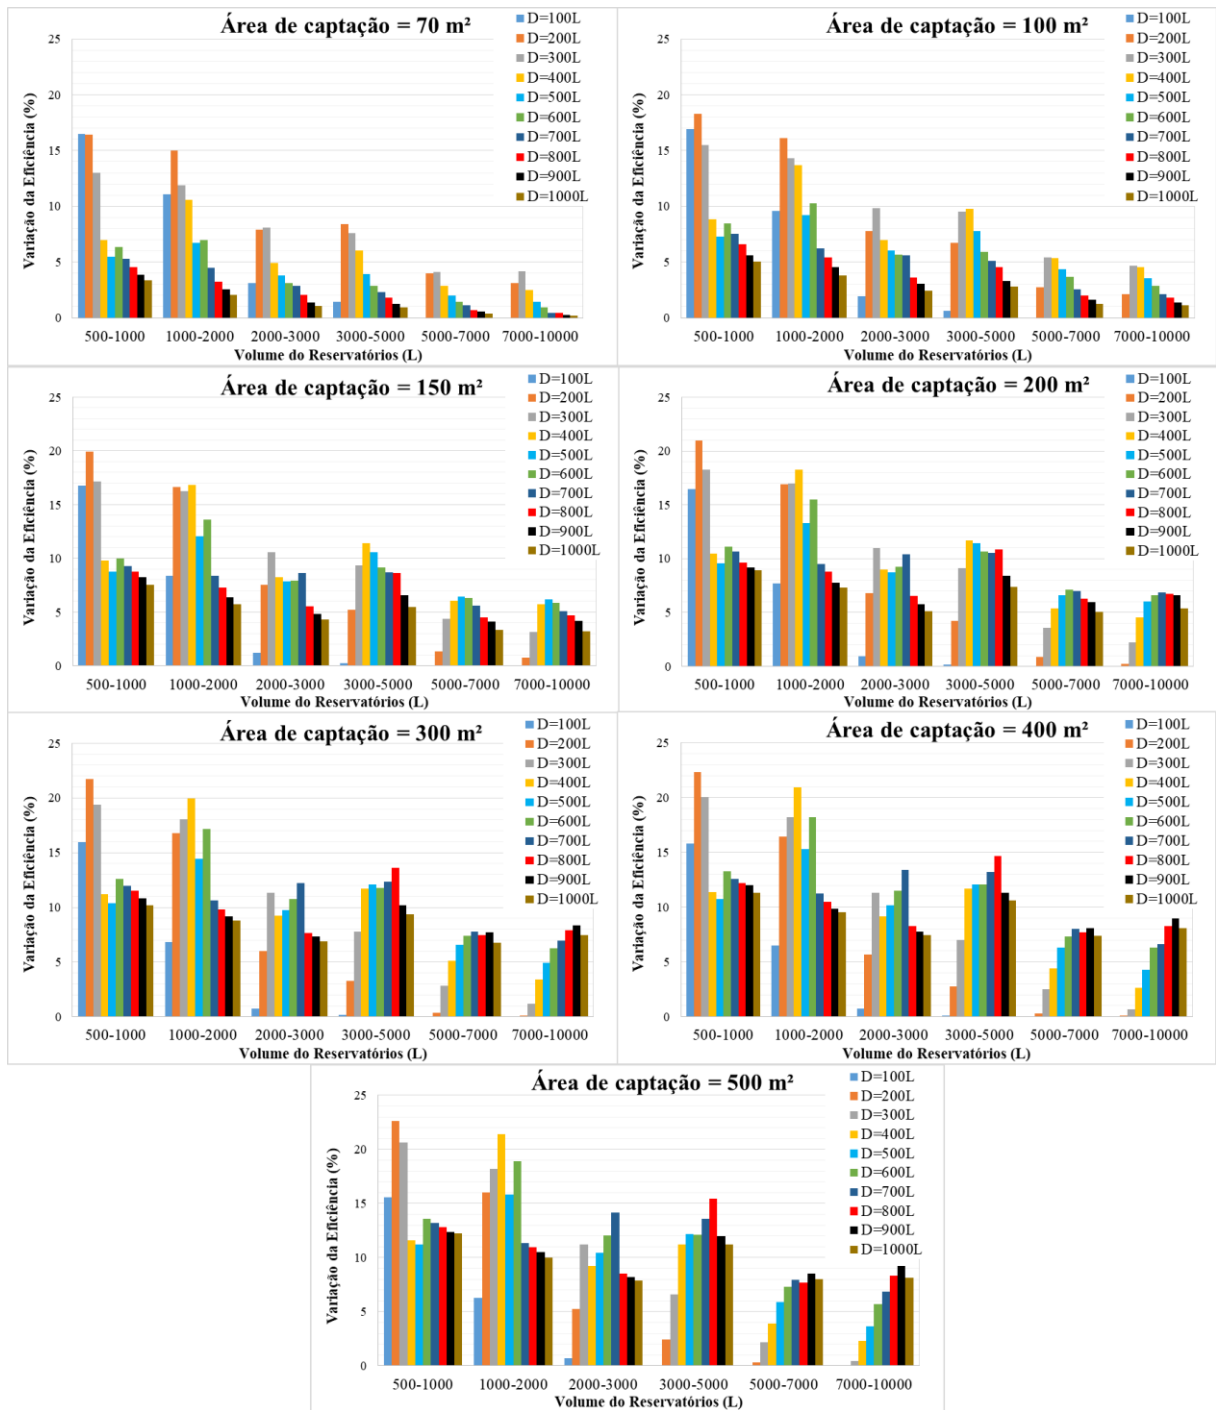 Área de captação = 70 m²
Variação da Eficiência (%)
25
20
15
10
5
0
500-1000 1000-2000 2000-3000 3000-5000 5000-7000 7000-10000
Volume do Reservatórios (L)
D=100L
D=200L
D=300L
D=400L
D=500L
D=600L
D=700L
D=800L
D=900L
D=1000L
Área de captação = 100 m²
Variação da Eficiência (%)
25
20
15
10
5
0
500-1000 1000-2000 2000-3000 3000-5000 5000-7000 7000-10000
Volume do Reservatórios (L)
D=100L
D=200L
D=300L
D=400L
D=500L
D=600L
D=700L
D=800L
D=900L
D=1000L
Área de captação = 150 m²
Variação da Eficiência (%)
25
20
15
10
5
0
500-1000 1000-2000 2000-3000 3000-5000 5000-7000 7000-10000
Volume do Reservatórios (L)
D=100L
D=200L
D=300L
D=400L
D=500L
D=600L
D=700L
D=800L
D=900L
D=1000L
Área de captação = 200 m²
Variação da Eficiência (%)
25
20
15
10
5
0
500-1000 1000-2000 2000-3000 3000-5000 5000-7000 7000-10000
Volume do Reservatórios (L)
D=100L
D=200L
D=300L
D=400L
D=500L
D=600L
D=700L
D=800L
D=900L
D=1000L
Área de captação = 300 m²
Variação da Eficiência (%)
25
20
15
10
5
0
500-1000 1000-2000 2000-3000 3000-5000 5000-7000 7000-10000
Volume do Reservatórios (L)
D=100L
D=200L
D=300L
D=400L
D=500L
D=600L
D=700L
D=800L
D=900L
D=1000L
Área de captação = 400 m²
Variação da Eficiência (%)
25
20
15
10
5
0
500-1000 1000-2000 2000-3000 3000-5000 5000-7000 7000-10000
Volume do Reservatórios (L)
D=100L
D=200L
D=300L
D=400L
D=500L
D=600L
D=700L
D=800L
D=900L
D=1000L
Área de captação = 500 m²
Variação da Eficiência (%)
25
20
15
10
5
0
500-1000 1000-2000 2000-3000 3000-5000 5000-7000 7000-10000
Volume do Reservatórios (L)
D=100L
D=200L
D=300L
D=400L
D=500L
D=600L
D=700L
D=800L
D=900L
D=1000L